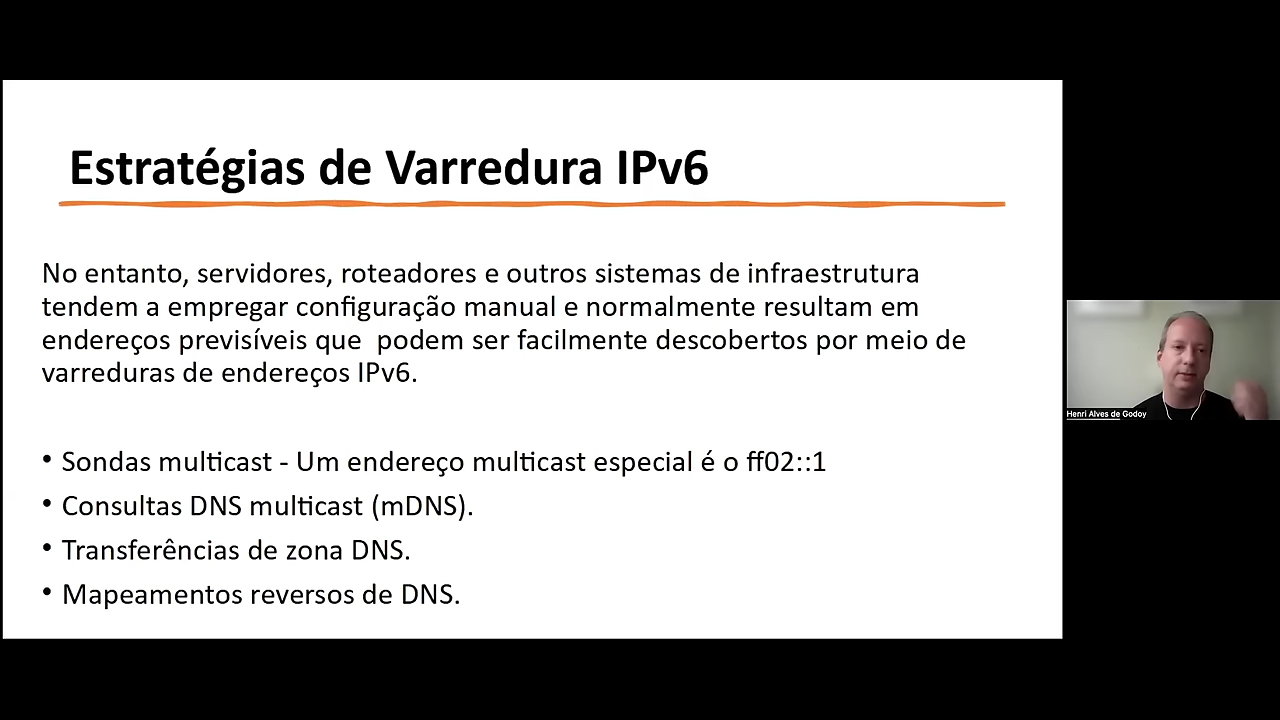 Estratégias de Varredura IPv6
No entanto, servidores, roteadores e outros sistemas de infraestrutura
tendem a empregar configuração manual e normalmente resultam em
endereços previsíveis que  podem ser facilmente descobertos por meio de
varreduras de endereços IPv6.
• Sondas multicast - Um endereço multicast especial é o ff02::1
• Consultas DNS multicast (mDNS).
• Transferências de zona DNS.
• Mapeamentos reversos de DNS.
Henri Alves de Godoy